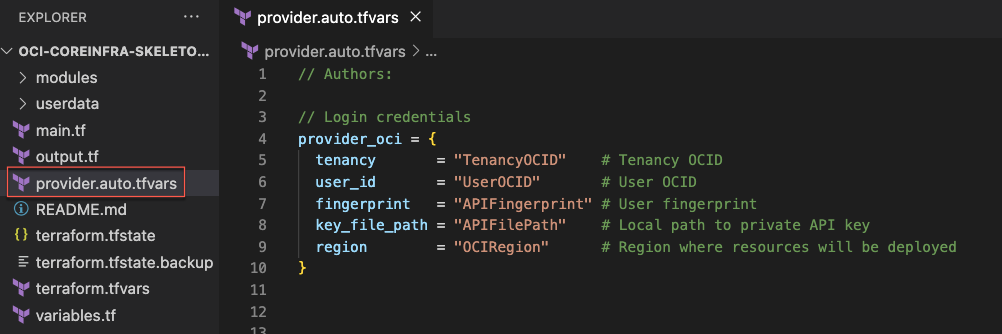 EXPLORER
···
OCI-COREINFRA-SKELETO...
modules
userdata
main.tf
output.tf
provider.auto.tfvars
README.md
{} terraform.tfstate
terraform.tfstate.backup
terraform.tfvars
variables.tf
provider.auto.tfvars ×
provider.auto.tfvars > ...
1 // Authors:
2
3 // Login credentials
4 provider_oci = {
5 tenancy = "TenancyOCID" # Tenancy OCID
6 user_id = "UserOCID" # User OCID
7 fingerprint = "APIFingerprint" # User fingerprint
8 key_file_path = "APIFilePath" # Local path to private API key
9 region = "OCIRegion" # Region where resources will be deployed
10 }
11
12
13